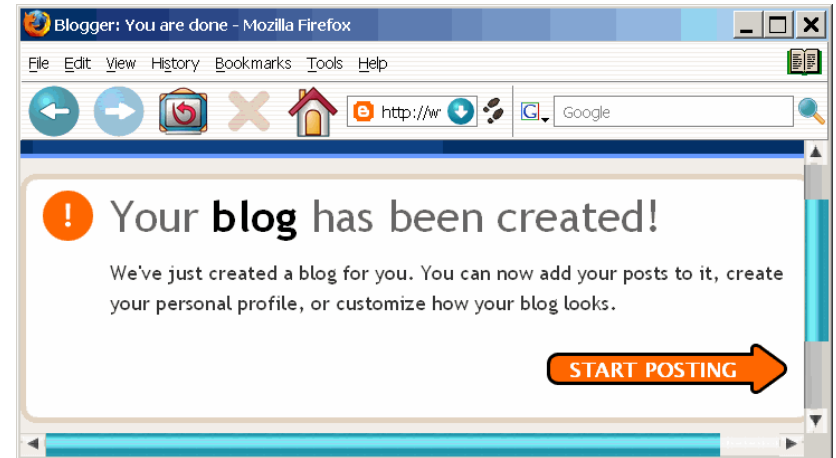 Blogger: You are done - Mozilla Firefox
File Edit View History Bookmarks Tools Help
http://w G Google
! Your blog has been created!
We've just created a blog for you. You can now add your posts to it, create
your personal profile, or customize how your blog looks.
START POSTING